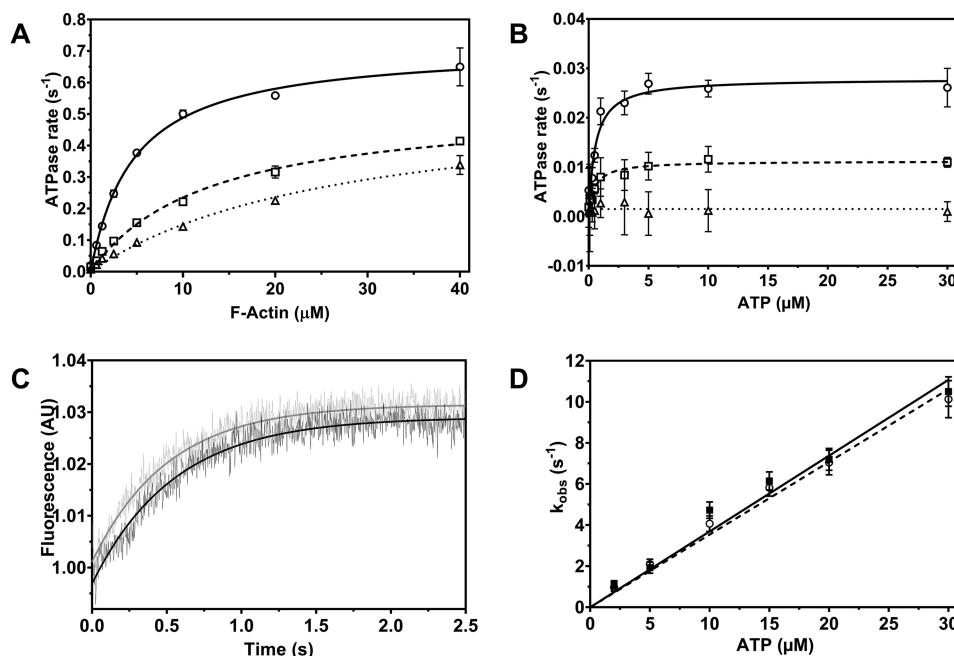 A
ATPase rate (s⁻¹)
0.8
0.7
0.6
0.5
0.4
0.3
0.2
0.1
0.0
0 10 20 30 40
F-Actin (μM)
B
ATPase rate (s⁻¹)
0.04
0.03
0.02
0.01
0.00
-0.01
0 5 10 15 20 25 30
ATP (µM)
C
Fluorescence (AU)
1.04
1.03
1.02
1.01
1.00
0.0 0.5 1.0 1.5 2.0 2.5
Time (s)
D
k_obs (s⁻¹)
12
10
8
6
4
2
0
0 5 10 15 20 25 30
ATP (µM)